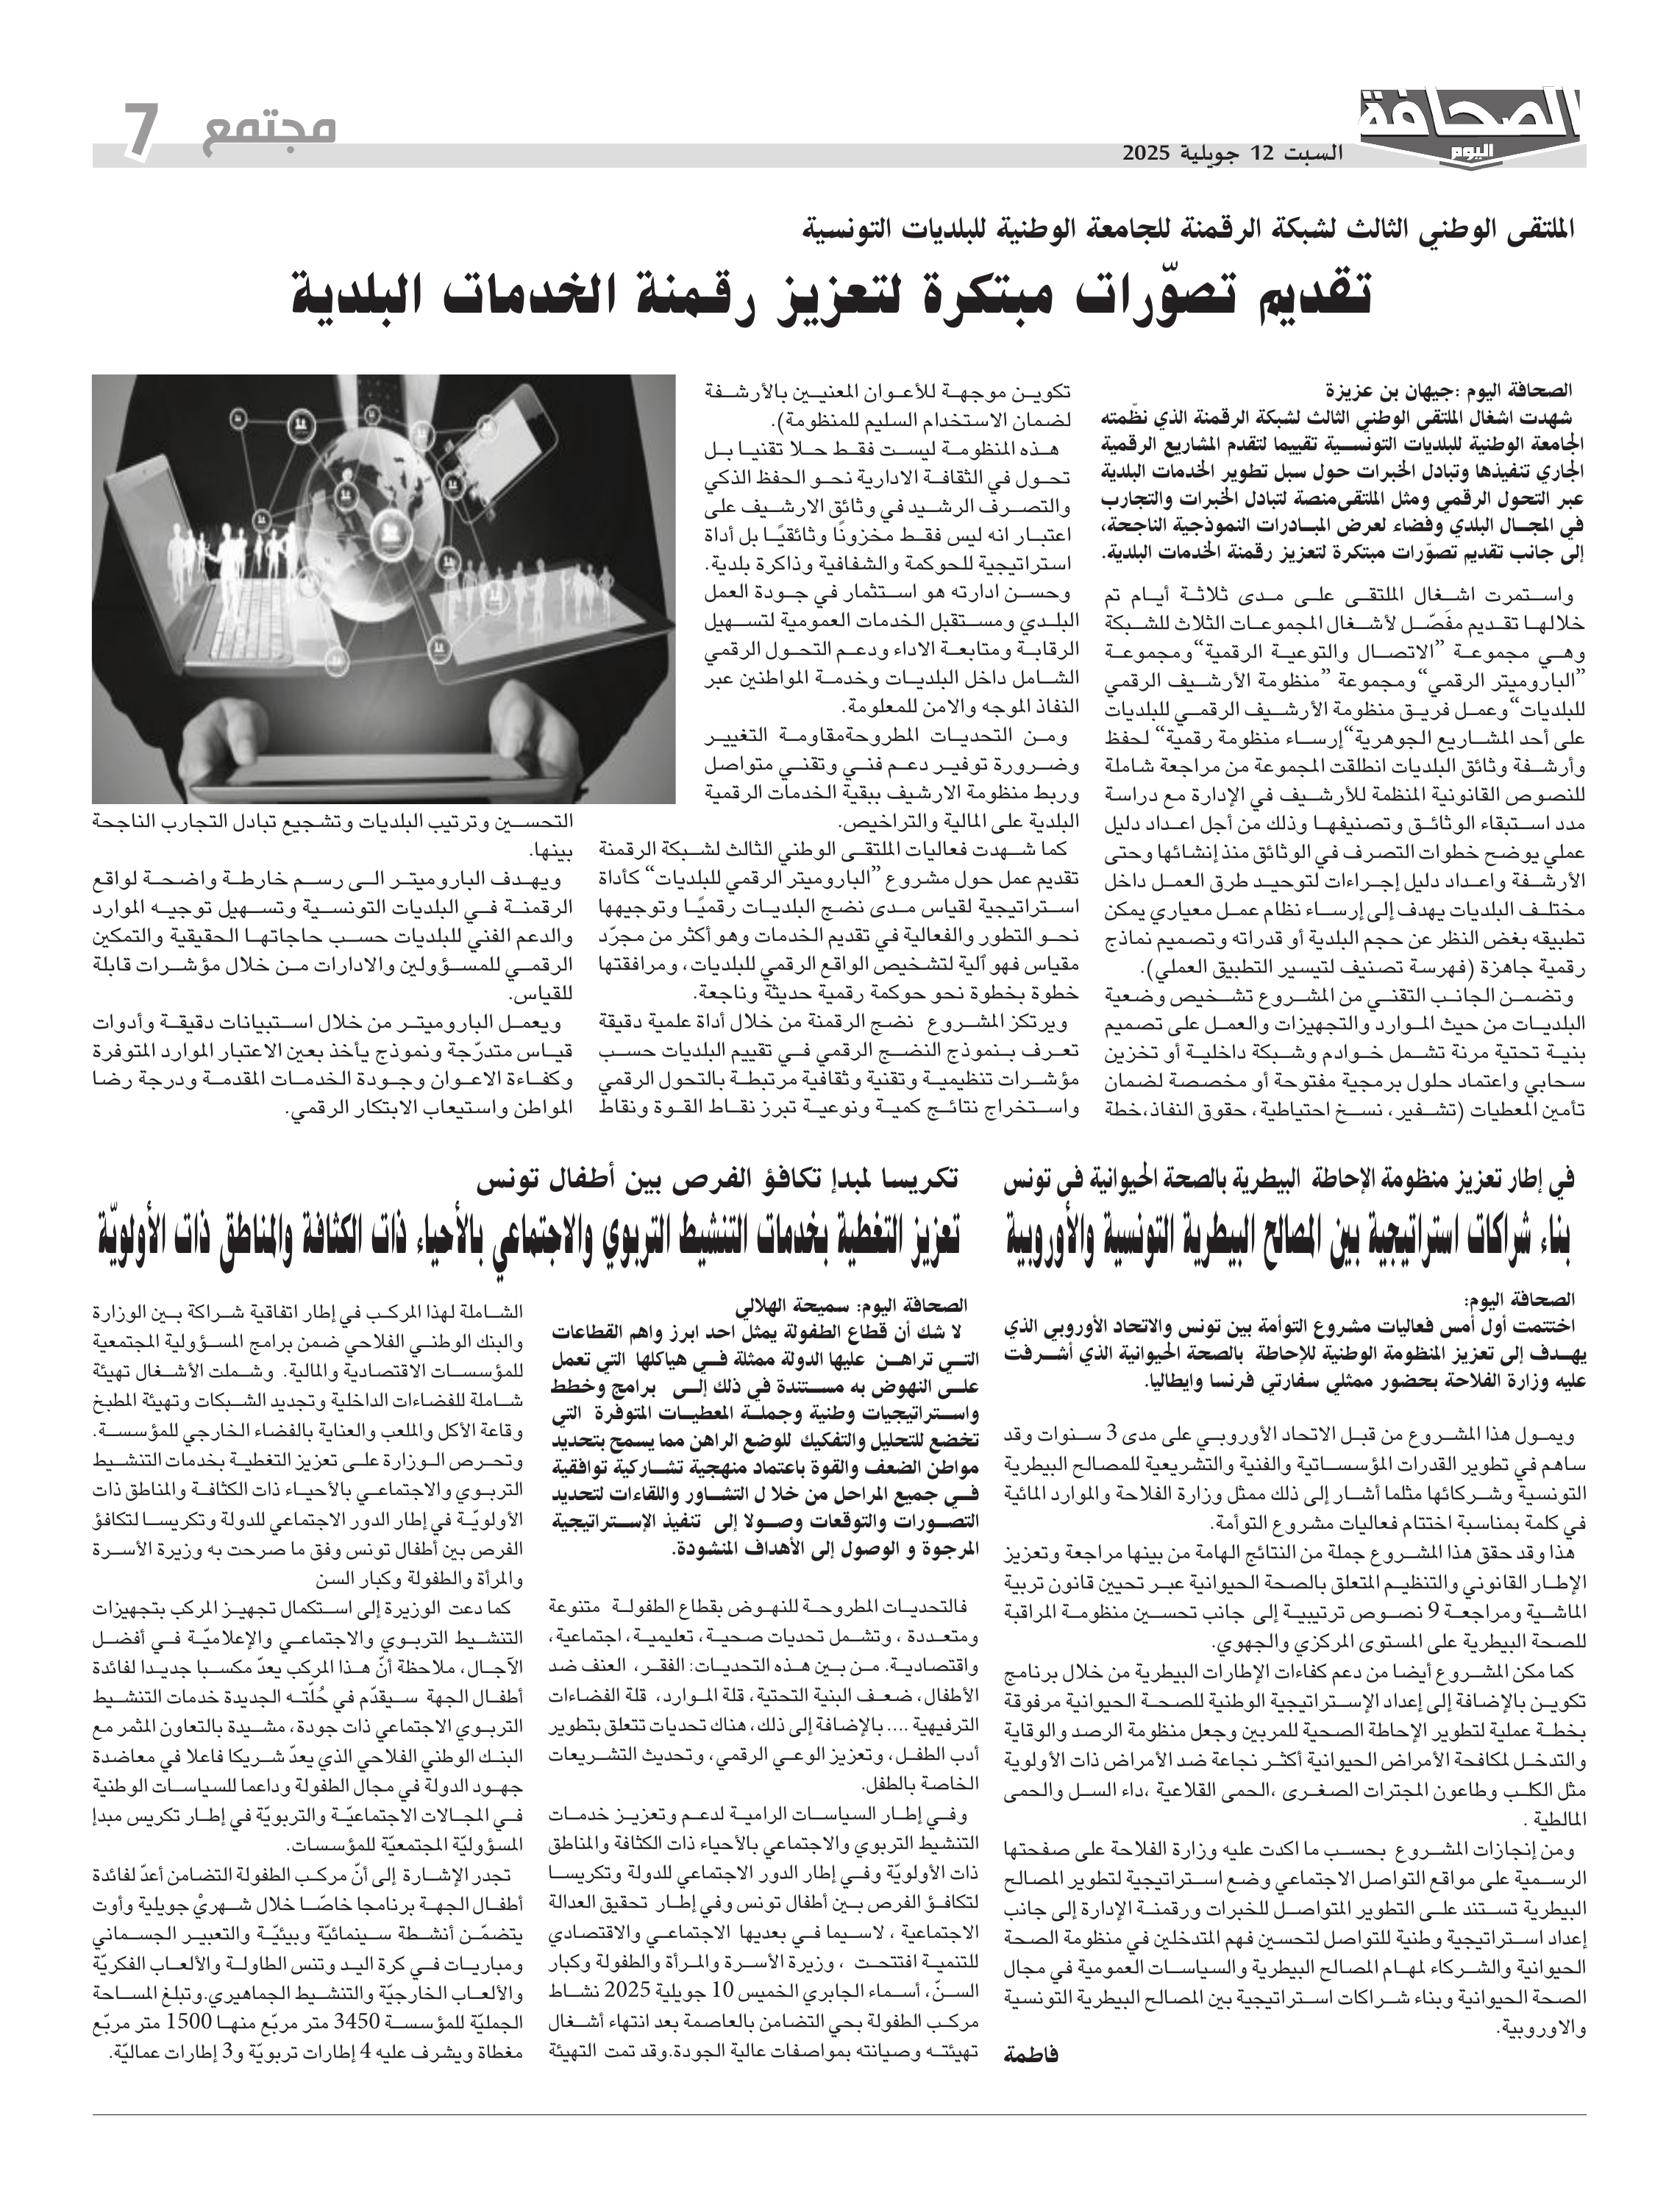 الصحافة
اليوم
السبت 12 جويلية 2025
مجتمع
7
الملتقى الوطني الثالث لشبكة الرقمنة للجامعة الوطنية للبلديات التونسية
تقديم تصوّرات مبتكرة لتعزيز رقمنة الخدمات البلدية
الصحافة اليوم :جيهان بن عزيزة
شهدت اشغال الملتقى الوطني الثالث لشبكة الرقمنة الذي نظّمته
الجامعة الوطنية للبلديات التونسية تقييما لتقدم المشاريع الرقمية
الجاري تنفيذها وتبادل الخبرات حول سبل تطوير الخدمات البلدية
عبر التحول الرقمي ومثل الملتقى منصة لتبادل الخبرات والتجارب
في المجال البلدي وفضاء لعرض المبادرات النموذجية الناجحة،
إلى جانب تقديم تصوّرات مبتكرة لتعزيز رقمنة الخدمات البلدية.
واستمرت اشغال الملتقى على مدى ثلاثة أيام تم
خلالها تقديم مفَصّل لأشغال المجموعات الثلاث للشبكة
وهي مجموعة ”الاتصال والتوعية الرقمية“ومجموعة
”الباروميتر الرقمي“ومجموعة ”منظومة الأرشيف الرقمي
للبلديات“وعمل فريق منظومة الأرشيف الرقمي للبلديات
على أحد المشاريع الجوهرية“إرساء منظومة رقمية“ لحفظ
وأرشفة وثائق البلديات انطلقت المجموعة من مراجعة شاملة
للنصوص القانونية المنظمة للأرشيف في الإدارة مع دراسة
مدد استبقاء الوثائق وتصنيفها وذلك من أجل اعداد دليل
عملي يوضح خطوات التصرف في الوثائق منذ إنشائها وحتى
الأرشفة واعداد دليل إجراءات لتوحيد طرق العمل داخل
مختلف البلديات يهدف إلى إرساء نظام عمل معياري يمكن
تطبيقه بغض النظر عن حجم البلدية أو قدراته وتصميم نماذج
رقمية جاهزة (فهرسة تصنيف لتيسير التطبيق العملي).
وتضمن الجانب التقني من المشروع تشخيص وضعية
البلديات من حيث الموارد والتجهيزات والعمل على تصميم
بنية تحتية مرنة تشمل خوادم وشبكة داخلية أو تخزين
سحابي واعتماد حلول برمجية مفتوحة أو مخصصة لضمان
تأمين المعطيات (تشفير، نسخ احتياطية، حقوق النفاذ،خطة
تكوين موجهة للأعوان المعنيين بالأرشفة
لضمان الاستخدام السليم للمنظومة).
هذه المنظومة ليست فقط حلا تقنيا بل
تحول في الثقافة الادارية نحو الحفظ الذكي
والتصرف الرشيد في وثائق الارشيف على
اعتبار انه ليس فقط مخزونًا وثائقيًا بل أداة
استراتيجية للحوكمة والشفافية وذاكرة بلدية.
وحسن ادارته هو استثمار في جودة العمل
البلدي ومستقبل الخدمات العمومية لتسهيل
الرقابة ومتابعة الاداء ودعم التحول الرقمي
الشامل داخل البلديات وخدمة المواطنين عبر
النفاذ الموجه والامن للمعلومة.
ومن التحديات المطروحةمقاومة التغيير
وضرورة توفير دعم فني وتقني متواصل
وربط منظومة الارشيف ببقية الخدمات الرقمية
البلدية على المالية والتراخيص.
كما شهدت فعاليات الملتقى الوطني الثالث لشبكة الرقمنة
تقديم عمل حول مشروع ”الباروميتر الرقمي للبلديات“ كأداة
استراتيجية لقياس مدى نضج البلديات رقميًا وتوجيهها
نحو التطور والفعالية في تقديم الخدمات وهو أكثر من مجرّد
مقياس فهو آلية لتشخيص الواقع الرقمي للبلديات، ومرافقتها
خطوة بخطوة نحو حوكمة رقمية حديثة وناجعة.
ويرتكز المشروع نضج الرقمنة من خلال أداة علمية دقيقة
تعرف بنموذج النضج الرقمي في تقييم البلديات حسب
مؤشرات تنظيمية وتقنية وثقافية مرتبطة بالتحول الرقمي
واستخراج نتائج كمية ونوعية تبرز نقاط القوة ونقاط
التحسين وترتيب البلديات وتشجيع تبادل التجارب الناجحة
بينها.
ويهدف الباروميتر الى رسم خارطة واضحة لواقع
الرقمنة في البلديات التونسية وتسهيل توجيه الموارد
والدعم الفني للبلديات حسب حاجاتها الحقيقية والتمكين
الرقمي للمسؤولين والادارات من خلال مؤشرات قابلة
للقياس.
ويعمل الباروميتر من خلال استبيانات دقيقة وأدوات
قياس متدرّجة ونموذج يأخذ بعين الاعتبار الموارد المتوفرة
وكفاءة الاعوان وجودة الخدمات المقدمة ودرجة رضا
المواطن واستيعاب الابتكار الرقمي.
في إطار تعزيز منظومة الإحاطة البيطرية بالصحة الحيوانية في تونس
بناء شراكات استراتيجية بين المصالح البيطرية التونسية والأوروبية
الصحافة اليوم:
اختتمت أول أمس فعاليات مشروع التوأمة بين تونس والاتحاد الأوروبي الذي
يهدف إلى تعزيز المنظومة الوطنية للإحاطة بالصحة الحيوانية الذي أشرفت
عليه وزارة الفلاحة بحضور ممثلي سفارتي فرنسا وايطاليا.
ويمول هذا المشروع من قبل الاتحاد الأوروبي على مدى 3 سنوات وقد
ساهم في تطوير القدرات المؤسساتية والفنية والتشريعية للمصالح البيطرية
التونسية وشركائها مثلما أشار إلى ذلك ممثل وزارة الفلاحة والموارد المائية
في كلمة بمناسبة اختتام فعاليات مشروع التوأمة.
هذا وقد حقق هذا المشروع جملة من النتائج الهامة من بينها مراجعة وتعزيز
الإطار القانوني والتنظيم المتعلق بالصحة الحيوانية عبر تحيين قانون تربية
الماشية ومراجعة 9 نصوص ترتيبية إلى جانب تحسين منظومة المراقبة
للصحة البيطرية على المستوى المركزي والجهوي.
كما مكن المشروع أيضا من دعم كفاءات الإطارات البيطرية من خلال برنامج
تكوين بالإضافة إلى إعداد الإستراتيجية الوطنية للصحة الحيوانية مرفوقة
بخطة عملية لتطوير الإحاطة الصحية للمربين وجعل منظومة الرصد والوقاية
والتدخل لمكافحة الأمراض الحيوانية أكثر نجاعة ضد الأمراض ذات الأولوية
مثل الكلب وطاعون المجترات الصغرى ،الحمى القلاعية ،داء السل والحمى
المالطية .
ومن إنجازات المشروع بحسب ما اكدت عليه وزارة الفلاحة على صفحتها
الرسمية على مواقع التواصل الاجتماعي وضع استراتيجية لتطوير المصالح
البيطرية تستند على التطوير المتواصل للخبرات ورقمنة الإدارة إلى جانب
إعداد استراتيجية وطنية للتواصل لتحسين فهم المتدخلين في منظومة الصحة
الحيوانية والشركاء لمهام المصالح البيطرية والسياسات العمومية في مجال
الصحة الحيوانية وبناء شراكات استراتيجية بين المصالح البيطرية التونسية
والاوروبية.
فاطمة
تكريسا لمبدإ تكافؤ الفرص بين أطفال تونس
تعزيز التغطية بخدمات التنشيط التربوي والاجتماعي بالأحياء ذات الكثافة والمناطق ذات الأولويّة
الصحافة اليوم: سميحة الهلالي
لا شك أن قطاع الطفولة يمثل احد ابرز واهم القطاعات
التي تراهن عليها الدولة ممثلة في هياكلها التي تعمل
على النهوض به مستندة في ذلك إلى برامج وخطط
واستراتيجيات وطنية وجملة المعطيات المتوفرة التي
تخضع للتحليل والتفكيك للوضع الراهن مما يسمح بتحديد
مواطن الضعف والقوة باعتماد منهجية تشاركية توافقية
في جميع المراحل من خلا ل التشاور واللقاءات لتحديد
التصورات والتوقعات وصولا إلى تنفيذ الإستراتيجية
المرجوة و الوصول إلى الأهداف المنشودة.
فالتحديات المطروحة للنهوض بقطاع الطفولة متنوعة
ومتعددة ، وتشمل تحديات صحية، تعليمية، اجتماعية،
واقتصادية. من بين هذه التحديات: الفقر، العنف ضد
الأطفال، ضعف البنية التحتية، قلة الموارد، قلة الفضاءات
الترفيهية .... بالإضافة إلى ذلك، هناك تحديات تتعلق بتطوير
أدب الطفل، وتعزيز الوعي الرقمي، وتحديث التشريعات
الخاصة بالطفل.
وفي إطار السياسات الرامية لدعم وتعزيز خدمات
التنشيط التربوي والاجتماعي بالأحياء ذات الكثافة والمناطق
ذات الأولويّة وفي إطار الدور الاجتماعي للدولة وتكريسا
لتكافؤ الفرص بين أطفال تونس وفي إطار تحقيق العدالة
الاجتماعية ، لاسيما في بعديها الاجتماعي والاقتصادي
للتنمية افتتحت ، وزيرة الأسرة والمرأة والطفولة وكبار
السنّ، أسماء الجابري الخميس 10 جويلية 2025 نشاط
مركب الطفولة بحي التضامن بالعاصمة بعد انتهاء أشغال
تهيئته وصيانته بمواصفات عالية الجودة.وقد تمت التهيئة
الشاملة لهذا المركب في إطار اتفاقية شراكة بين الوزارة
والبنك الوطني الفلاحي ضمن برامج المسؤولية المجتمعية
للمؤسسات الاقتصادية والمالية. وشملت الأشغال تهيئة
شاملة للفضاءات الداخلية وتجديد الشبكات وتهيئة المطبخ
وقاعة الأكل والملعب والعناية بالفضاء الخارجي للمؤسسة.
وتحرص الوزارة على تعزيز التغطية بخدمات التنشيط
التربوي والاجتماعي بالأحياء ذات الكثافة والمناطق ذات
الأولويّة في إطار الدور الاجتماعي للدولة وتكريسا لتكافؤ
الفرص بين أطفال تونس وفق ما صرحت به وزيرة الأسرة
والمرأة والطفولة وكبار السن
كما دعت الوزيرة إلى استكمال تجهيز المركب بتجهيزات
التنشيط التربوي والاجتماعي والإعلاميّة في أفضل
الآجال، ملاحظة أنّ هذا المركب يعدّ مكسبا جديدا لفائدة
أطفال الجهة سيقدّم في حُلّته الجديدة خدمات التنشيط
التربوي الاجتماعي ذات جودة، مشيدة بالتعاون المثمر مع
البنك الوطني الفلاحي الذي يعدّ شريكا فاعلا في معاضدة
جهود الدولة في مجال الطفولة وداعما للسياسات الوطنية
في المجالات الاجتماعيّة والتربويّة في إطار تكريس مبدإ
المسؤوليّة المجتمعيّة للمؤسسات.
تجدر الإشارة إلى أنّ مركب الطفولة التضامن أعدّ لفائدة
أطفال الجهة برنامجا خاصّا خلال شهريْ جويلية وأوت
يتضمّن أنشطة سينمائيّة وبيئيّة والتعبير الجسماني
ومباريات في كرة اليد وتنس الطاولة والألعاب الفكريّة
والألعاب الخارجيّة والتنشيط الجماهيري.وتبلغ المساحة
الجمليّة للمؤسسة 3450 متر مربّع منها 1500 متر مربّع
مغطاة ويشرف عليه 4 إطارات تربويّة و3 إطارات عماليّة.